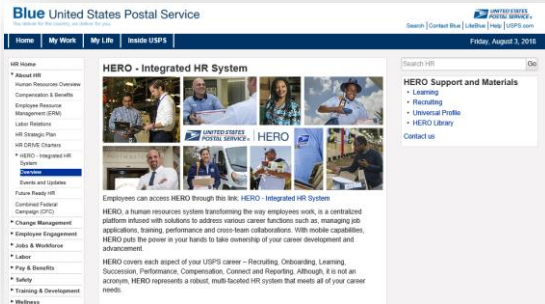 Blue United States Postal Service
UNITED STATES
POSTAL SERVICE
Search | Contact Blue | LiteBlue | Help | USPS.com
Home | My Work | My Life | Inside USPS
Friday, August 3, 2018
HR Home
About HR
Human Resources Overview
Compensation & Benefits
Employee Resource
Management (ERM)
Labor Relations
HR Strategic Plan
HR DRIVE Charters
HERO - Integrated HR
System
Overview
Events and Updates
Future Ready HR
Combined Federal
Campaign (CFC)
Change Management
Employee Engagement
Jobs & Workforce
Labor
Pay & Benefits
Safety
Training & Development
Wellness
HERO - Integrated HR System
UNITED STATES
POSTAL SERVICE
HERO
Employees can access HERO through this link: HERO - Integrated HR System
HERO, a human resources system transforming the way employees work, is a centralized
platform infused with solutions to address various career functions such as, managing job
applications, training, performance and cross-team collaborations. With mobile capabilities,
HERO puts the power in your hands to take ownership of your career development and
advancement.
HERO covers each aspect of your USPS career – Recruiting, Onboarding, Learning,
Succession, Performance, Compensation, Connect and Reporting. Although, it is not an
acronym, HERO represents a robust, multi-faceted HR system that meets all of your career
needs.
Search HR
Go
HERO Support and Materials
Learning
Recruiting
Universal Profile
HERO Library
Contact us